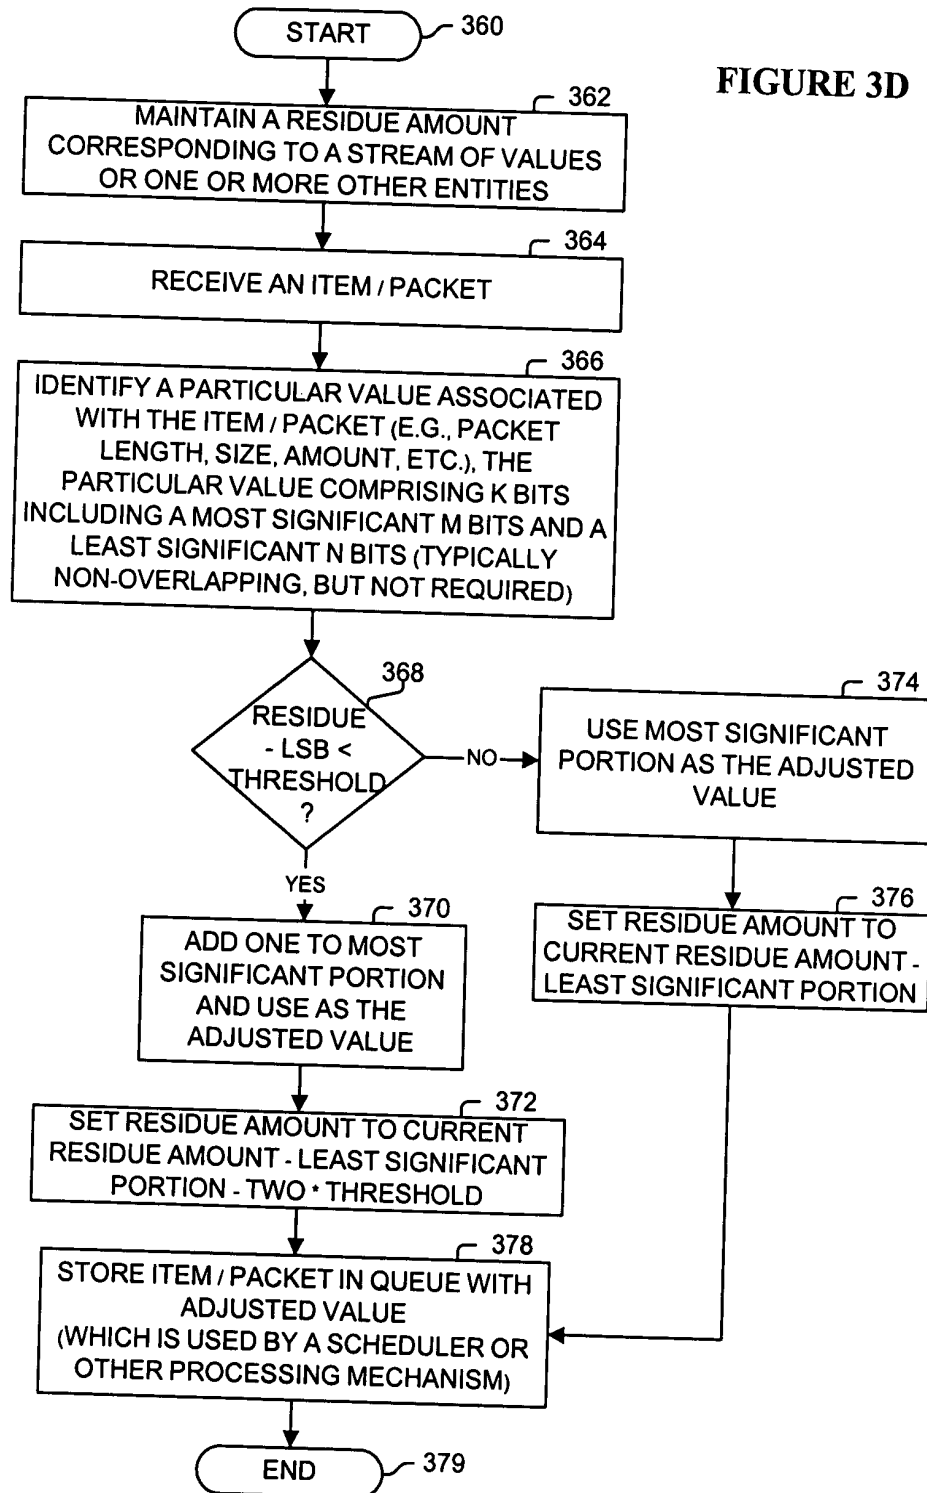 START
360
FIGURE 3D
362
MAINTAIN A RESIDUE AMOUNT
CORRESPONDING TO A STREAM OF VALUES
OR ONE OR MORE OTHER ENTITIES
364
RECEIVE AN ITEM / PACKET
366
IDENTIFY A PARTICULAR VALUE ASSOCIATED
WITH THE ITEM / PACKET (E.G., PACKET
LENGTH, SIZE, AMOUNT, ETC.), THE
PARTICULAR VALUE COMPRISING K BITS
INCLUDING A MOST SIGNIFICANT M BITS AND A
LEAST SIGNIFICANT N BITS (TYPICALLY
NON-OVERLAPPING, BUT NOT REQUIRED)
368
RESIDUE
- LSB <
THRESHOLD
?
NO
374
USE MOST SIGNIFICANT
PORTION AS THE ADJUSTED
VALUE
YES
376
SET RESIDUE AMOUNT TO
CURRENT RESIDUE AMOUNT -
LEAST SIGNIFICANT PORTION
370
ADD ONE TO MOST
SIGNIFICANT PORTION
AND USE AS THE
ADJUSTED VALUE
372
SET RESIDUE AMOUNT TO CURRENT
RESIDUE AMOUNT - LEAST SIGNIFICANT
PORTION - TWO * THRESHOLD
378
STORE ITEM / PACKET IN QUEUE WITH
ADJUSTED VALUE
(WHICH IS USED BY A SCHEDULER OR
OTHER PROCESSING MECHANISM)
END
379